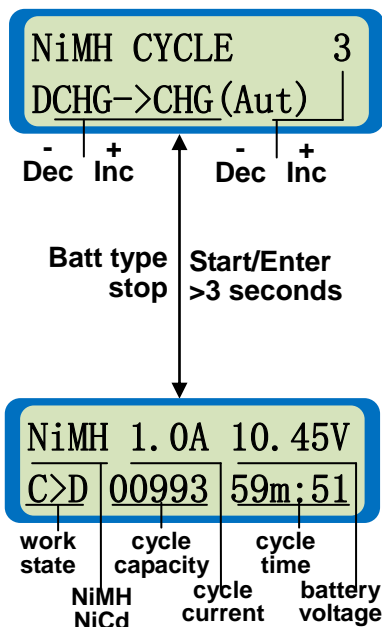 NiMH CYCLE 3
DCHG->CHG(Aut)
- + - +
Dec Inc Dec Inc
Batt type Start/Enter
stop >3 seconds
NiMH 1.0A 10.45V
C>D 00993 59m:51
work cycle cycle
state capacity time
NiMH cycle battery
NiCd current voltage